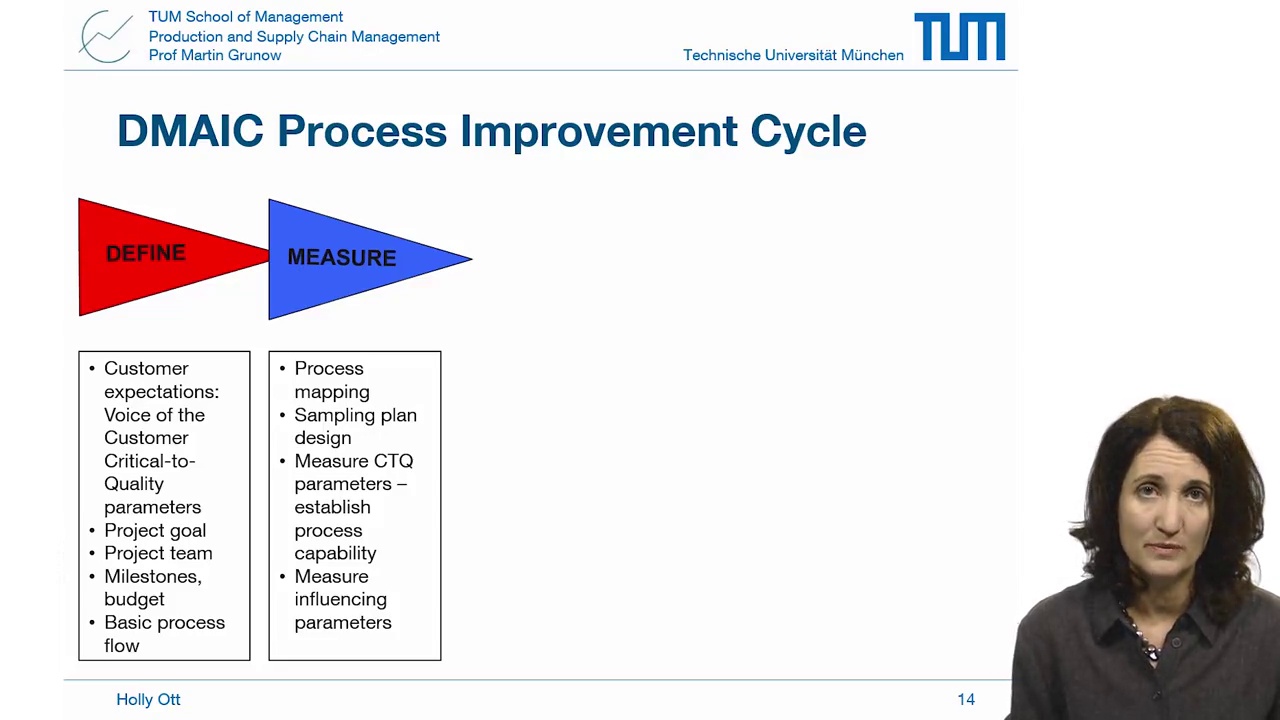 TUM School of Management
Production and Supply Chain Management
Prof Martin Grunow
Technische Universität München
TUM
DMAIC Process Improvement Cycle
DEFINE
MEASURE
• Customer
expectations:
Voice of the
Customer
Critical-to-
Quality
parameters
• Project goal
• Project team
• Milestones,
budget
• Basic process
flow
• Process
mapping
• Sampling plan
design
• Measure CTQ
parameters –
establish
process
capability
• Measure
influencing
parameters
Holly Ott
14